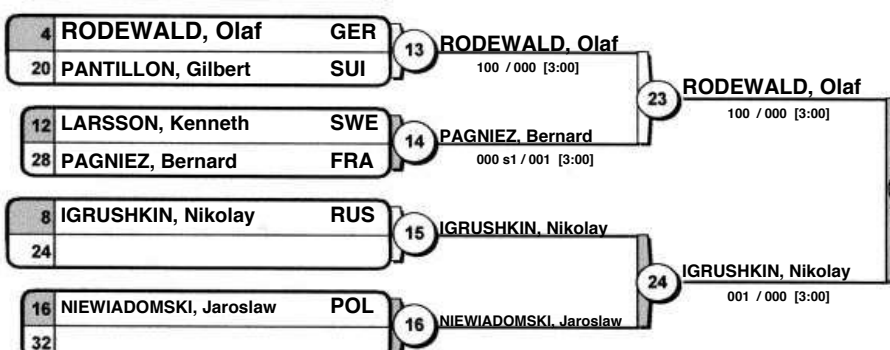 4 RODEWALD, Olaf GER
20 PANTILLON, Gilbert SUI
13 RODEWALD, Olaf
100 / 000 [3:00]
12 LARSSON, Kenneth SWE
28 PAGNIEZ, Bernard FRA
14 PAGNIEZ, Bernard
000 s1 / 001 [3:00]
23 RODEWALD, Olaf
100 / 000 [3:00]
8 IGRUSHKIN, Nikolay RUS
24
15 IGRUSHKIN, Nikolay
16 NIEWIADOMSKI, Jaroslaw POL
32
16 NIEWIADOMSKI, Jaroslaw
24 IGRUSHKIN, Nikolay
001 / 000 [3:00]